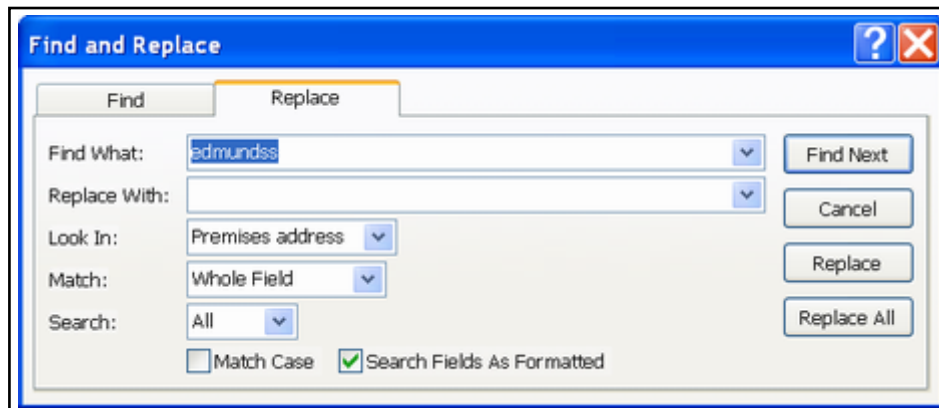 Find and Replace
Find Replace
Find What: edmundss Find Next
Replace With: Cancel
Look In: Premises address
Match: Whole Field Replace
Search: All Replace All
Match Case Search Fields As Formatted